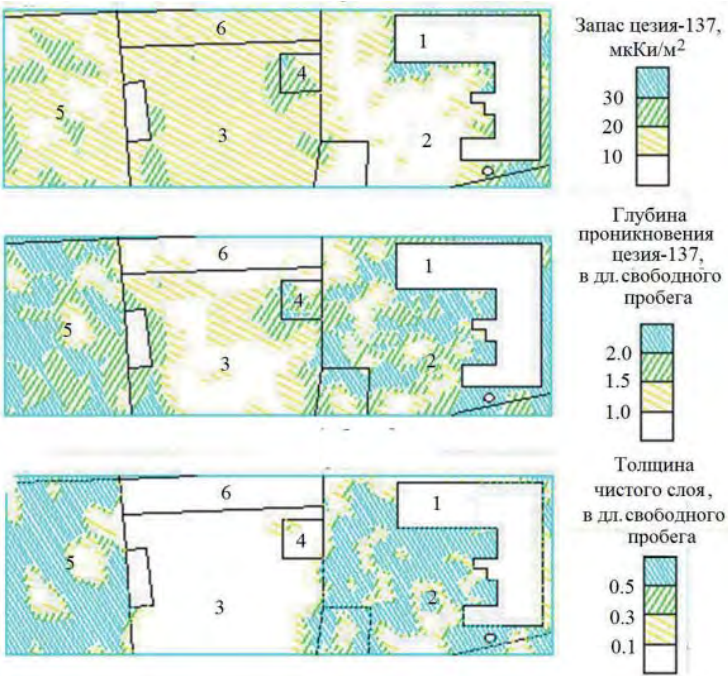 6
1
4
5
3
2
Запас цезия-137,
мкКи/м²
30
20
10
6
1
4
5
3
2
Глубина
проникновения
цезия-137,
в дл. свободного
пробега
2.0
1.5
1.0
6
1
4
5
3
2
Толщина
чистого слоя,
в дл. свободного
пробега
0.5
0.3
0.1